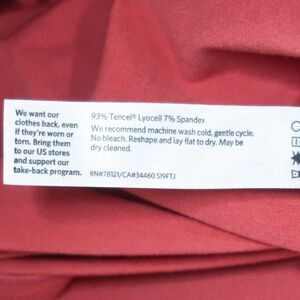 We want our
clothes back, even
if they're worn or
torn. Bring them
to our US stores
and support our
take-back program.
93% Tencel® Lyocell 7% Spandex
We recommend machine wash cold, gentle cycle.
No bleach. Reshape and lay flat to dry. May be
dry cleaned.
RN#78121/CA#34460 S19FTJ